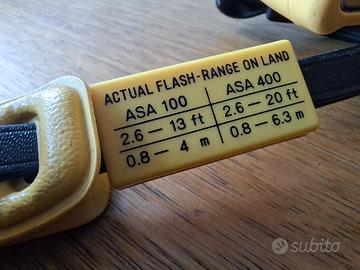 ACTUAL FLASH-RANGE ON LAND
ASA 100 ASA 400
2.6 — 13 ft 2.6 — 20 ft
0.8 — 4 m 0.8 — 6.3 m
subito